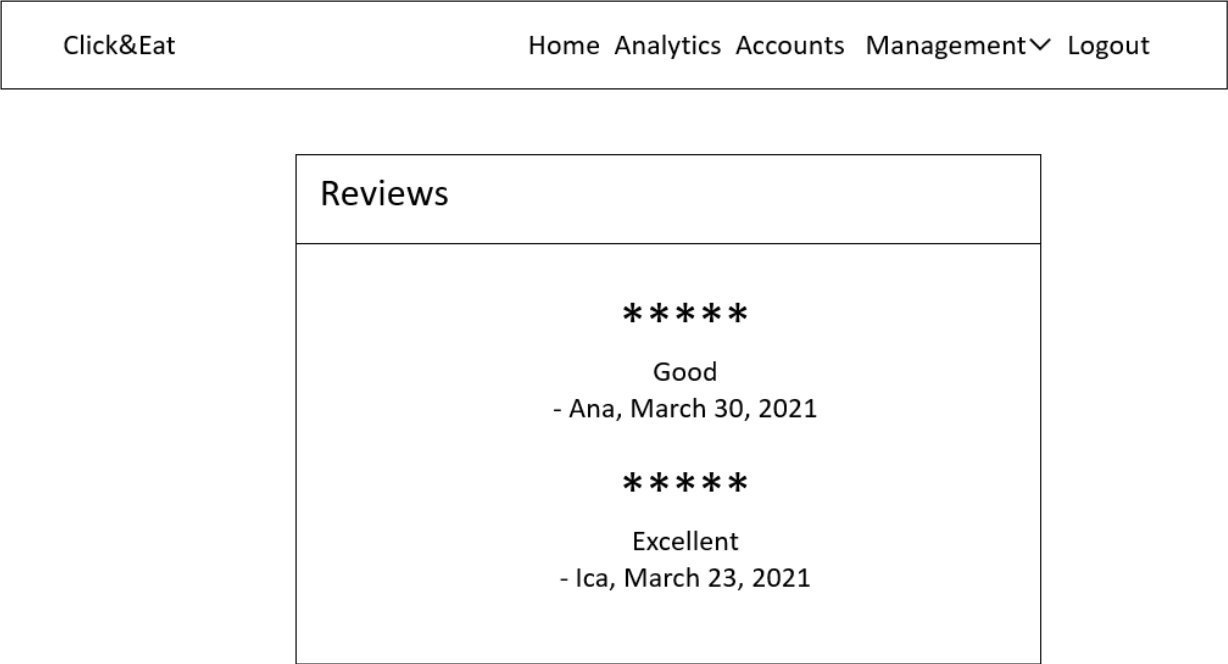 Click&Eat Home Analytics Accounts Management Logout
Reviews
*****
Good
- Ana, March 30, 2021
*****
Excellent
- Ica, March 23, 2021